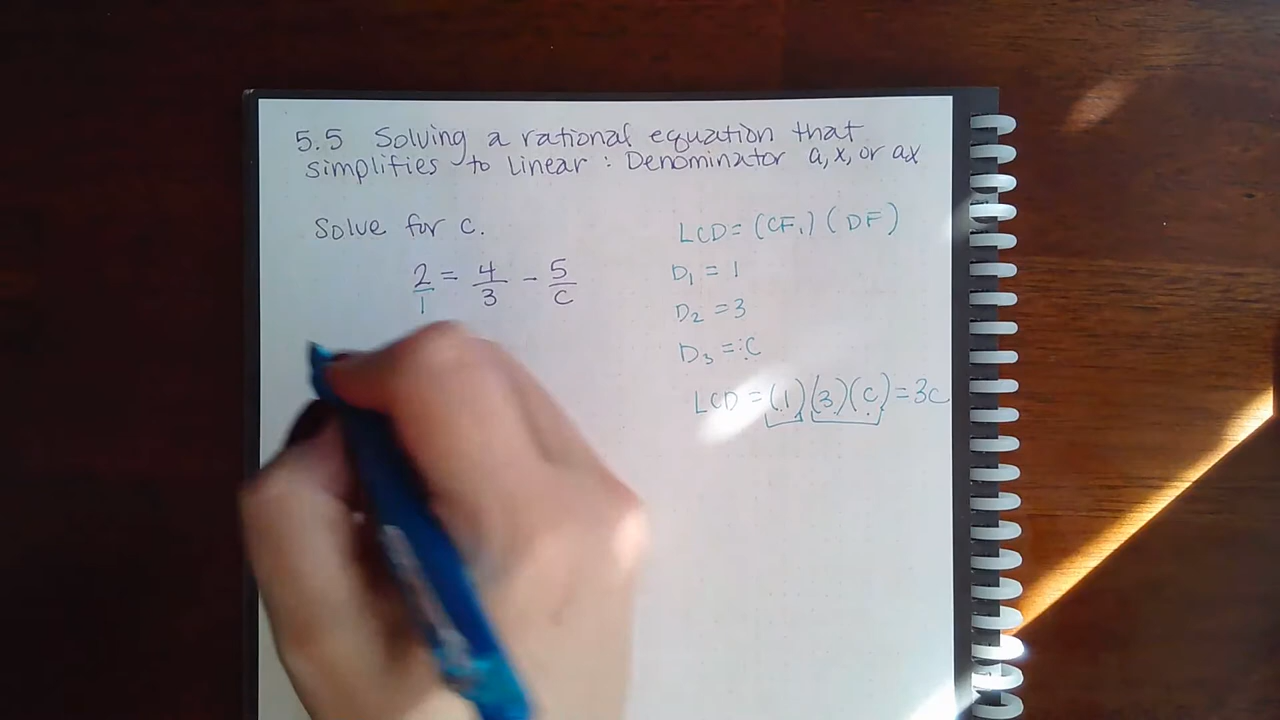 5.5 Solving a rational equation that
simplifies to linear : Denominator a, x, or ax
Solve for c.
2/1 = 4/3 - 5/c
LCD = (CF,) (DF)
D1 = 1
D2 = 3
D3 = c
LCD = (1)(3)(c) = 3c